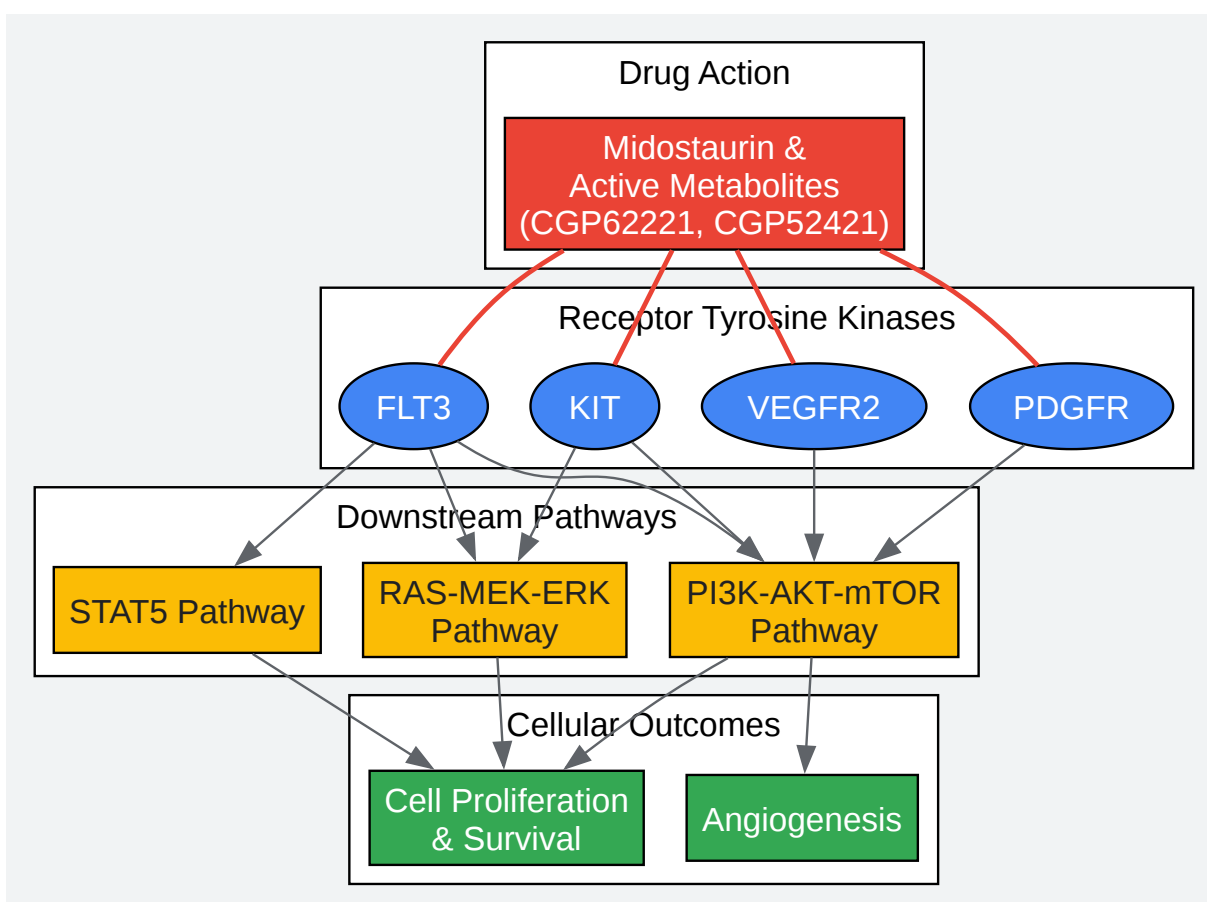 Drug Action
Midostaurin &
Active Metabolites
(CGP62221, CGP52421)
Receptor Tyrosine Kinases
FLT3
KIT
VEGFR2
PDGFR
Downstream Pathways
STAT5 Pathway
RAS-MEK-ERK
Pathway
PI3K-AKT-mTOR
Pathway
Cellular Outcomes
Cell Proliferation
& Survival
Angiogenesis